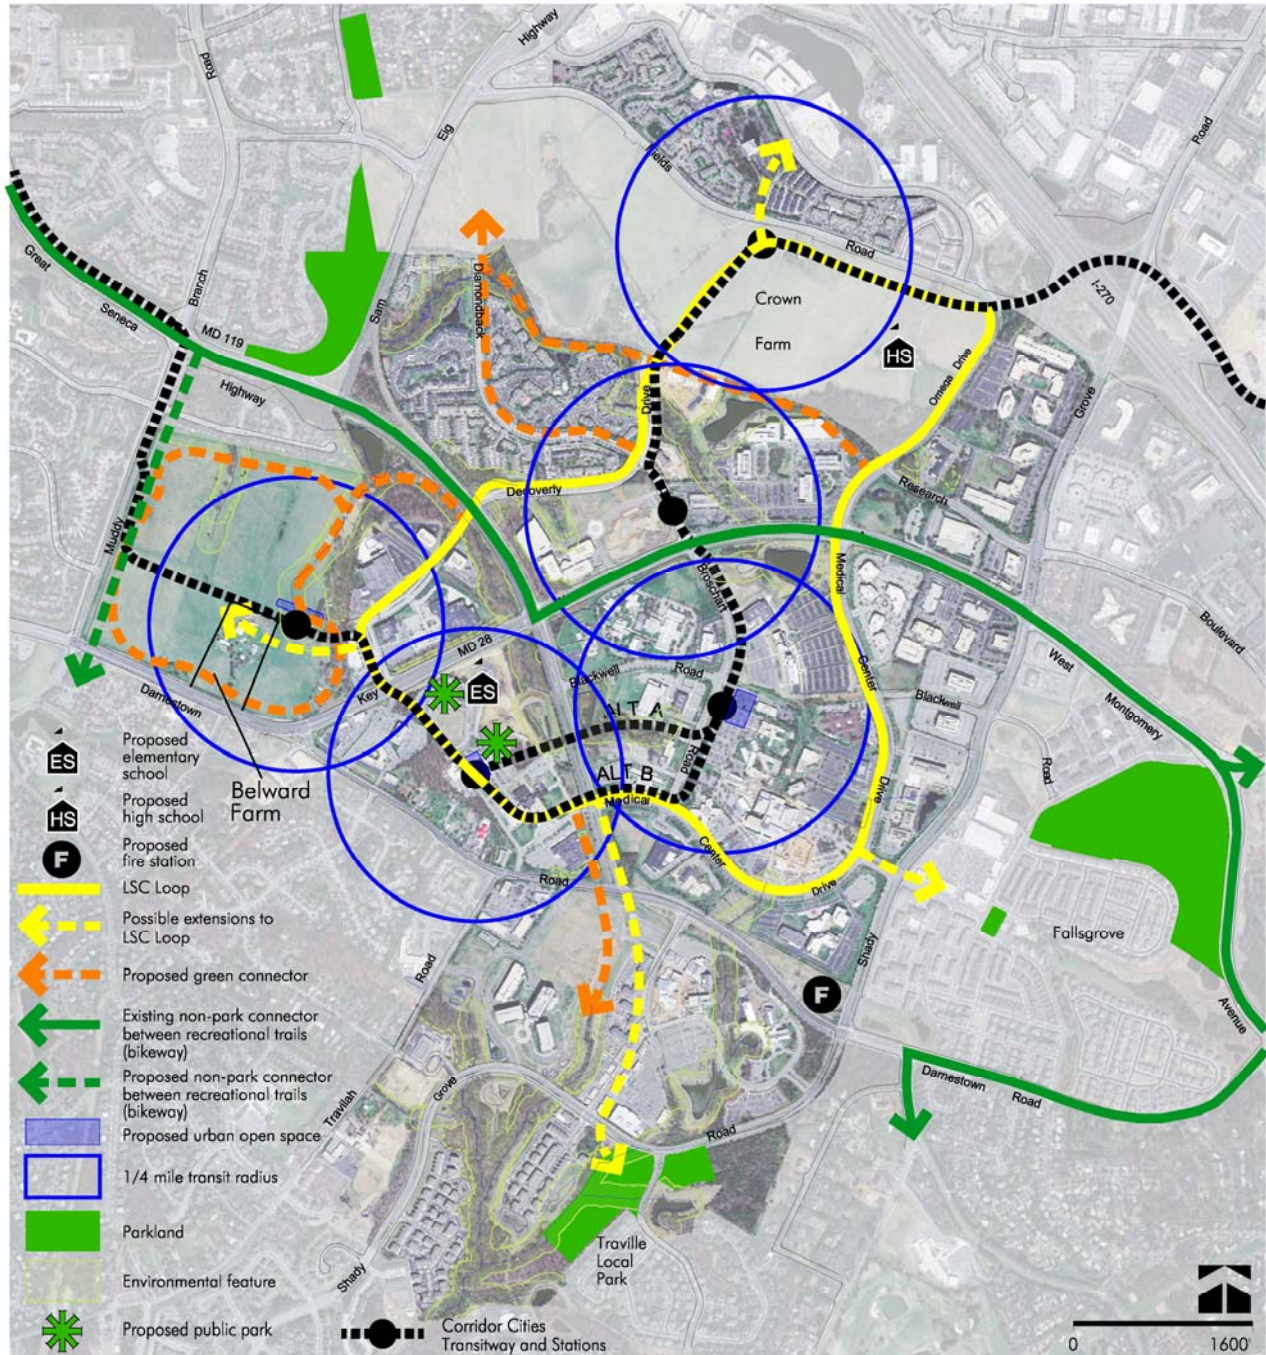 Highway
Road
Eig
Fields
Road
Road
Great
Seneca
Branch
MD 119
Sam
Diamondback
Road
I-270
Crown
Farm
HS
Highway
Drive
Omega Drive
Grove
Decoverly
Research
Muddy
Broschart
Medical
Boulevard
MD 28
Blackwell
Road
Center
Blackwell
West
Montgomery
Key
Darnestown
ES
ALT A
Road
ALT B
Medical
Drive
Road
Belward
Farm
Center
Drive
Road
Shady
Fallsgrove
Road
F
Avenue
Darnestown
Road
Travilah
Grove
Road
Shady
Traville
Local
Park
ES
Proposed
elementary
school
HS
Proposed
high school
F
Proposed
fire station
LSC Loop
Possible extensions to
LSC Loop
Proposed green connector
Existing non-park connector
between recreational trails
(bikeway)
Proposed non-park connector
between recreational trails
(bikeway)
Proposed urban open space
1/4 mile transit radius
Parkland
Environmental feature
Proposed public park
Corridor Cities
Transitway and Stations
0 1600'